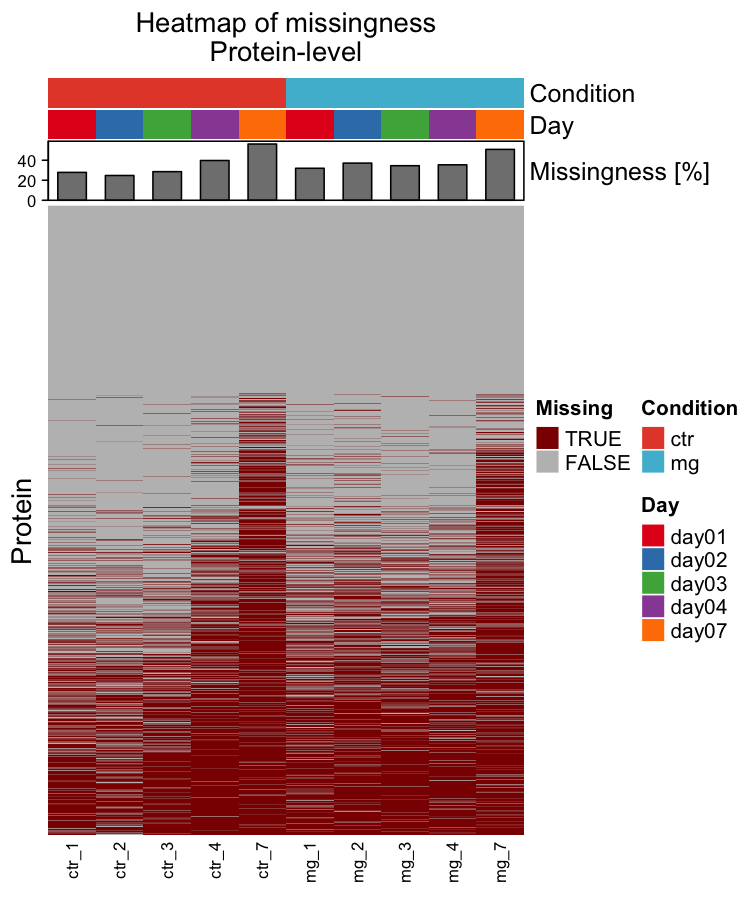 Heatmap of missingness
Protein-level
Condition
Day
40
20
0
Missingness [%]
Protein
Missing
TRUE
FALSE
Condition
ctr
mg
Day
day01
day02
day03
day04
day07
ctr_1
ctr_2
ctr_3
ctr_4
ctr_7
mg_1
mg_2
mg_3
mg_4
mg_7